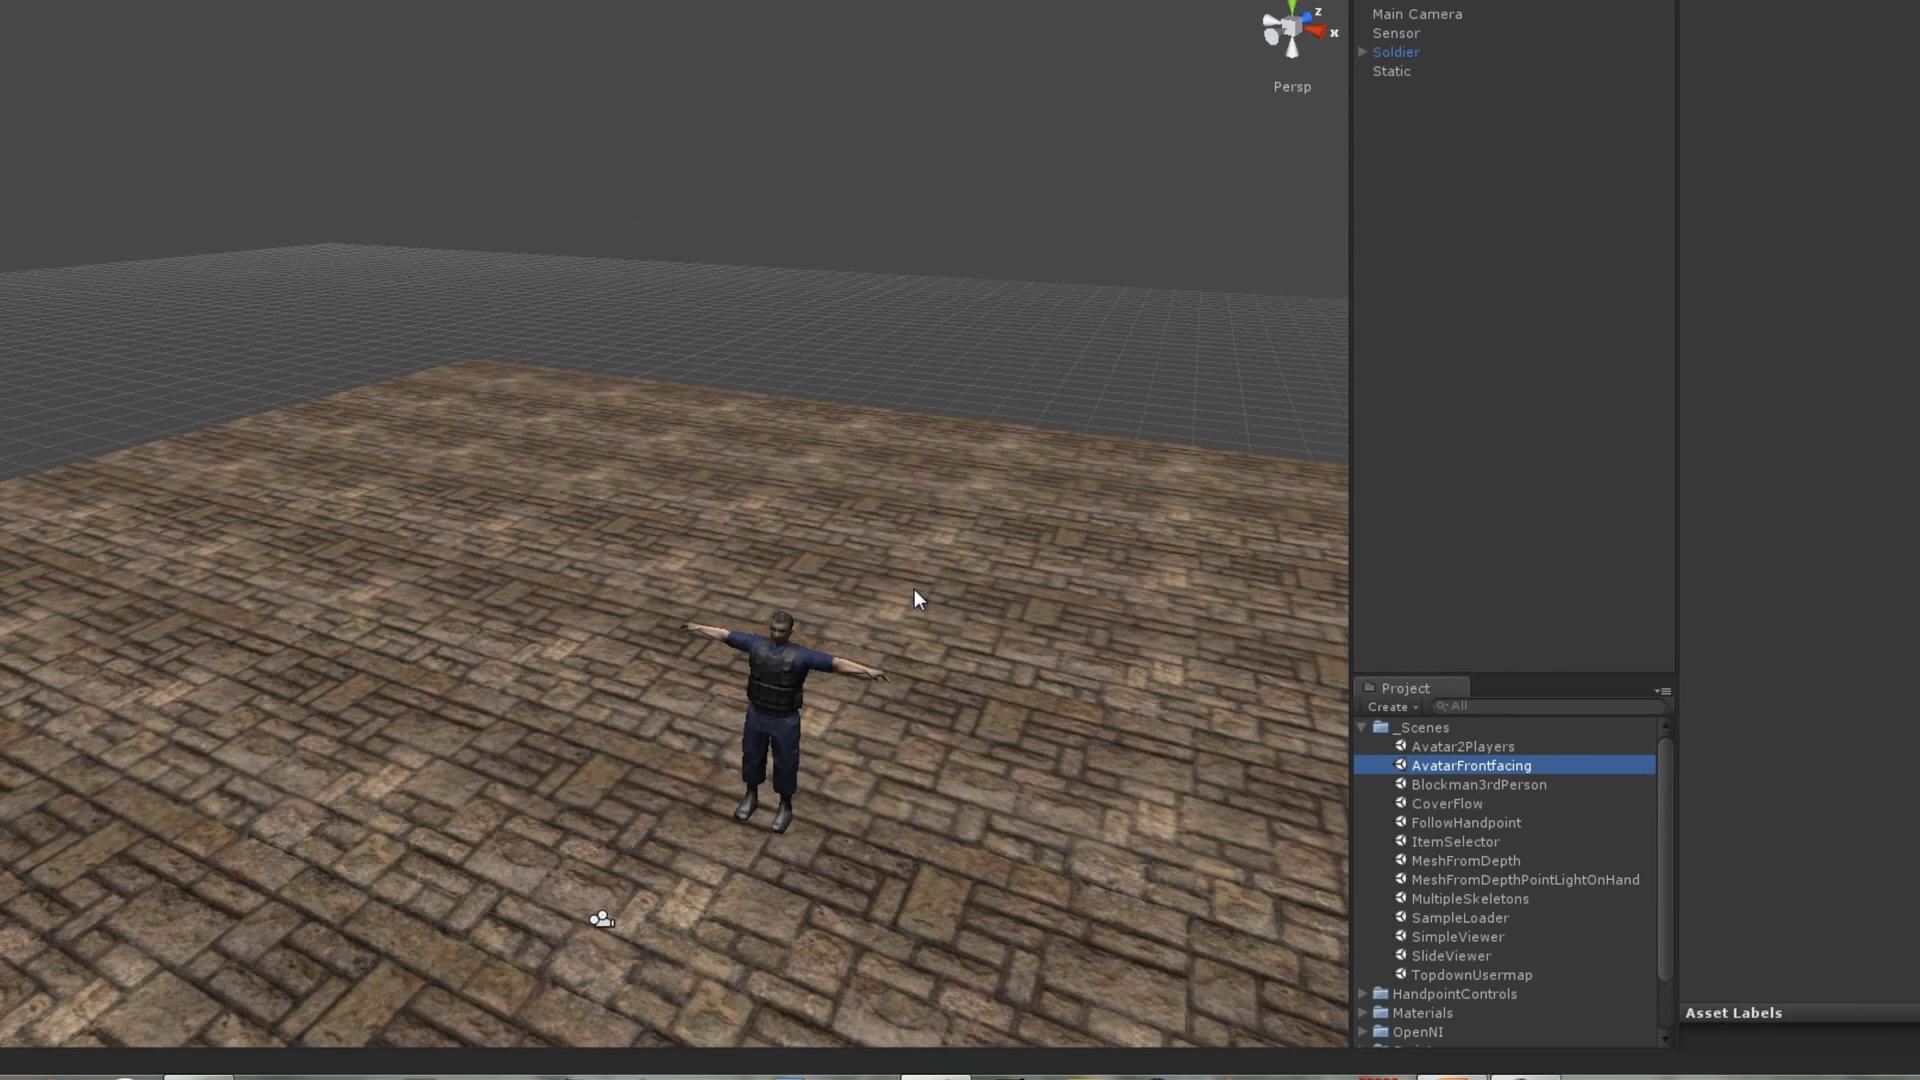 z
x
Persp
Main Camera
Sensor
Soldier
Static
Project
Create
All
_Scenes
Avatar2Players
AvatarFrontfacing
Blockman3rdPerson
CoverFlow
FollowHandpoint
ItemSelector
MeshFromDepth
MeshFromDepthPointLightOnHand
MultipleSkeletons
SampleLoader
SimpleViewer
SlideViewer
TopdownUsermap
HandpointControls
Materials
OpenNI
Asset Labels